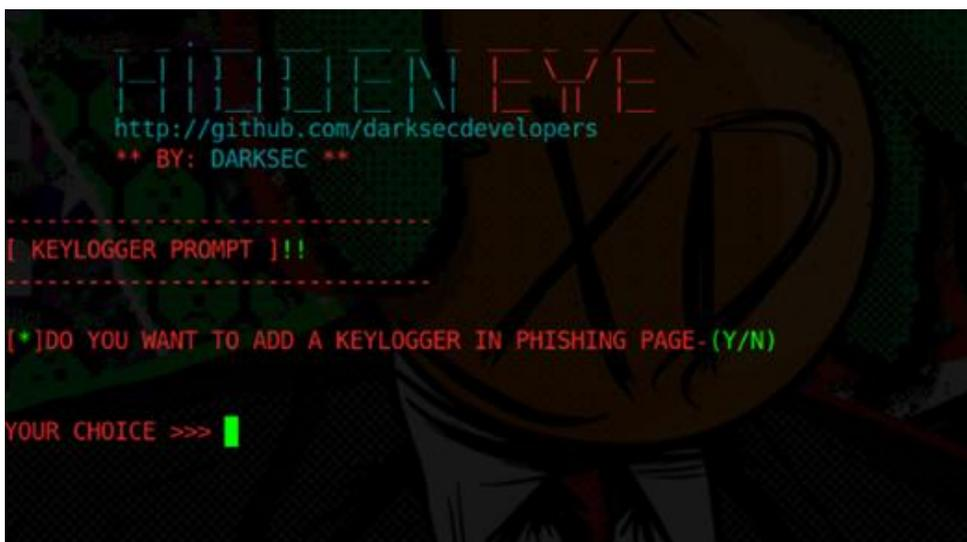 HIDDEN EYE
http://github.com/darksecdevelopers
** BY: DARKSEC **
[ KEYLOGGER PROMPT ]!!
[*]DO YOU WANT TO ADD A KEYLOGGER IN PHISHING PAGE-(Y/N)
YOUR CHOICE >>>
XD